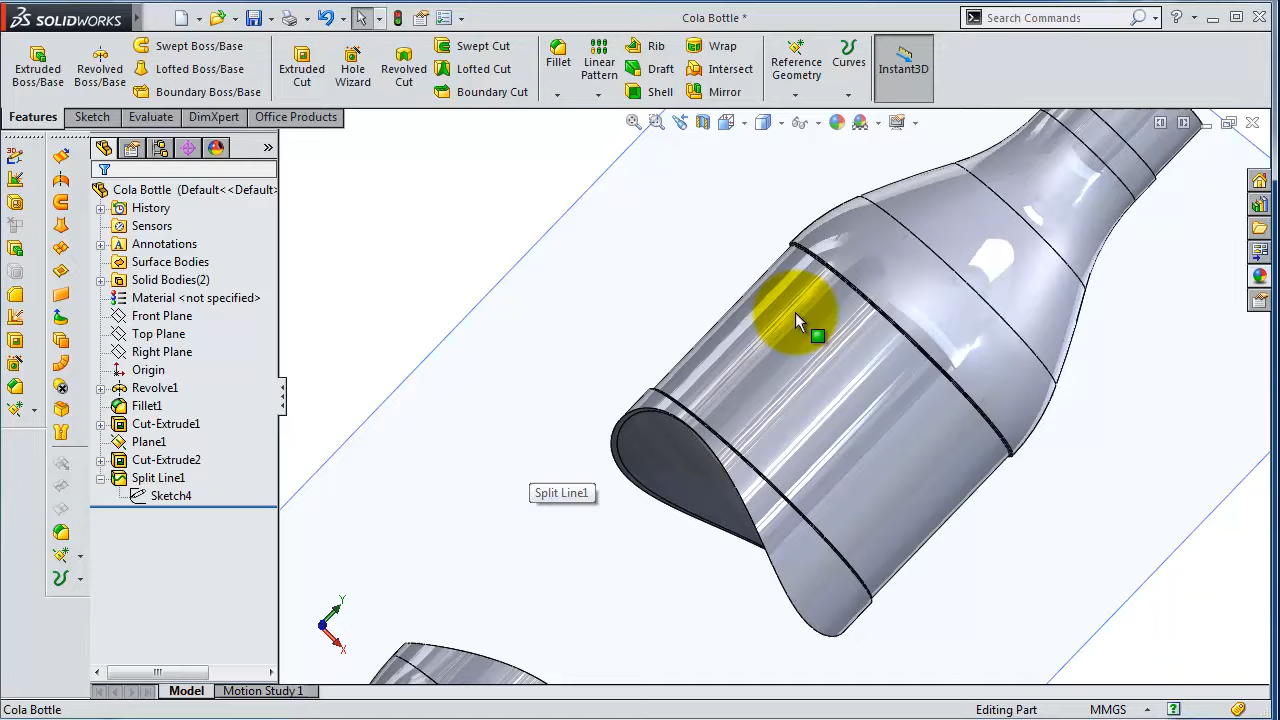 SOLIDWORKS
Cola Bottle *
Search Commands
Extruded Boss/Base
Revolved Boss/Base
Swept Boss/Base
Lofted Boss/Base
Boundary Boss/Base
Extruded Cut
Hole Wizard
Revolved Cut
Swept Cut
Lofted Cut
Boundary Cut
Fillet
Linear Pattern
Rib
Draft
Shell
Wrap
Intersect
Mirror
Reference Geometry
Curves
Instant3D
Features
Sketch
Evaluate
DimXpert
Office Products
Cola Bottle (Default<<Default>
History
Sensors
Annotations
Surface Bodies
Solid Bodies(2)
Material <not specified>
Front Plane
Top Plane
Right Plane
Origin
Revolve1
Fillet1
Cut-Extrude1
Plane1
Cut-Extrude2
Split Line1
Sketch4
Split Line1
Y
X
Model
Motion Study 1
Cola Bottle
Editing Part
MMGS